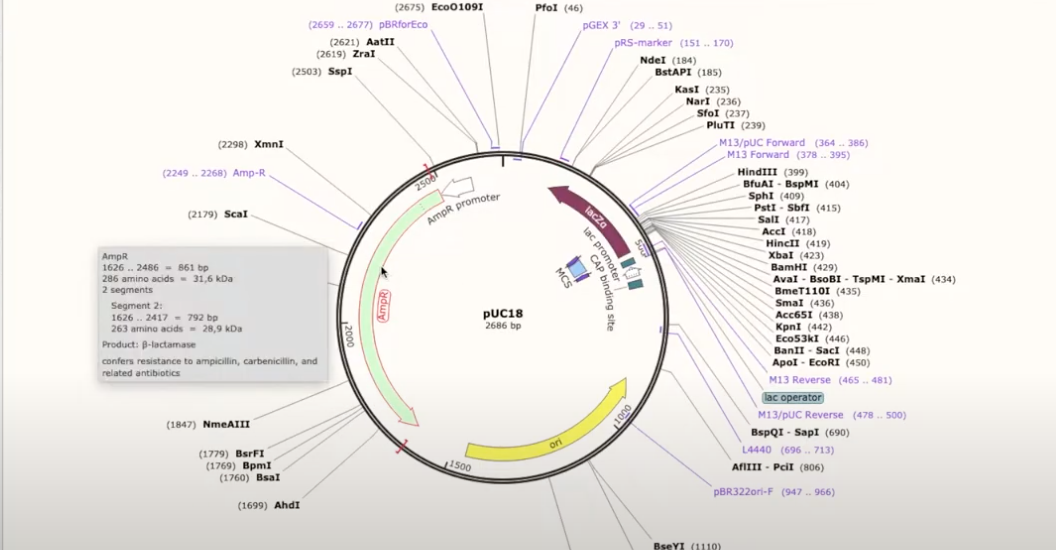 (2675) EcoO109I
PfoI (46)
(2659 .. 2677) pBRforEco
pGEX 3' (29 .. 51)
(2621) AatII
pRS-marker (151 .. 170)
(2619) ZraI
NdeI (184)
(2503) SspI
BstAPI (185)
KasI (235)
NarI (236)
SfoI (237)
PluTI (239)
(2298) XmnI
M13/pUC Forward (364 .. 386)
M13 Forward (378 .. 395)
(2249 .. 2268) Amp-R
HindIII (399)
BfuAI - BspMI (404)
SphI (409)
PstI - SbfI (415)
(2179) ScaI
SalI (417)
AccI (418)
HincII (419)
XbaI (423)
BamHI (429)
AvaI - BsoBI - TspMI - XmaI (434)
BmeT110I (435)
SmaI (436)
Acc65I (438)
KpnI (442)
Eco53kI (446)
BanII - SacI (448)
ApoI - EcoRI (450)
M13 Reverse (465 .. 481)
lac operator
M13/pUC Reverse (478 .. 500)
BspQI - SapI (690)
L4440 (696 .. 713)
AflIII - PciI (806)
pBR322ori-F (947 .. 966)
BseYI (1110)
AmpR
1626 .. 2486 = 861 bp
286 amino acids = 31,6 kDa
2 segments
Segment 2:
1626 .. 2417 = 792 bp
263 amino acids = 28,9 kDa
Product: β-lactamase
confers resistance to ampicillin, carbenicillin, and
related antibiotics
(1847) NmeAIII
(1779) BsrFI
(1769) BpmI
(1760) BsaI
(1699) AhdI
2500
AmpR promoter
lacZα
500
lac promoter
CAP binding site
MCS
AmpR
pUC18
2686 bp
2000
1000
ori
1500